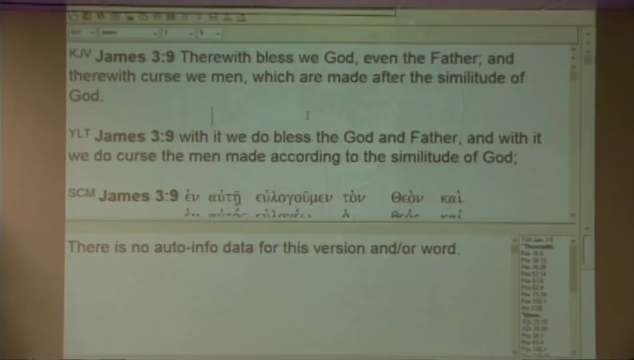 KJV James 3:9 Therewith bless we God, even the Father; and
therewith curse we men, which are made after the similitude of
God.
YLT James 3:9 with it we do bless the God and Father, and with it
we do curse the men made according to the similitude of God;
SCM James 3:9 ἐν αὐτῇ εὐλογοῦμεν τὸν Θεὸν καὶ
There is no auto-info data for this version and/or word.